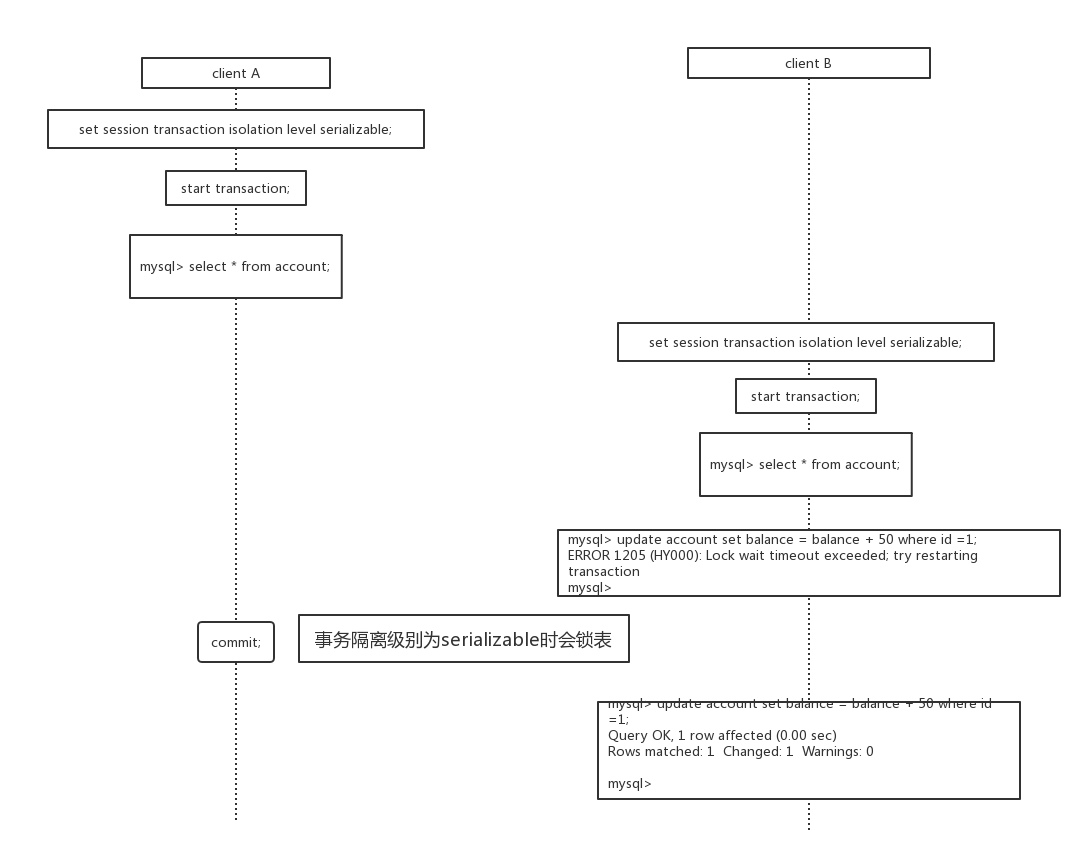 client A
client B
set session transaction isolation level serializable;
start transaction;
mysql> select * from account;
set session transaction isolation level serializable;
start transaction;
mysql> select * from account;
mysql> update account set balance = balance + 50 where id =1;
ERROR 1205 (HY000): Lock wait timeout exceeded; try restarting
transaction
mysql>
commit;
事务隔离级别为serializable时会锁表
mysql> update account set balance = balance + 50 where id
=1;
Query OK, 1 row affected (0.00 sec)
Rows matched: 1  Changed: 1  Warnings: 0
mysql>